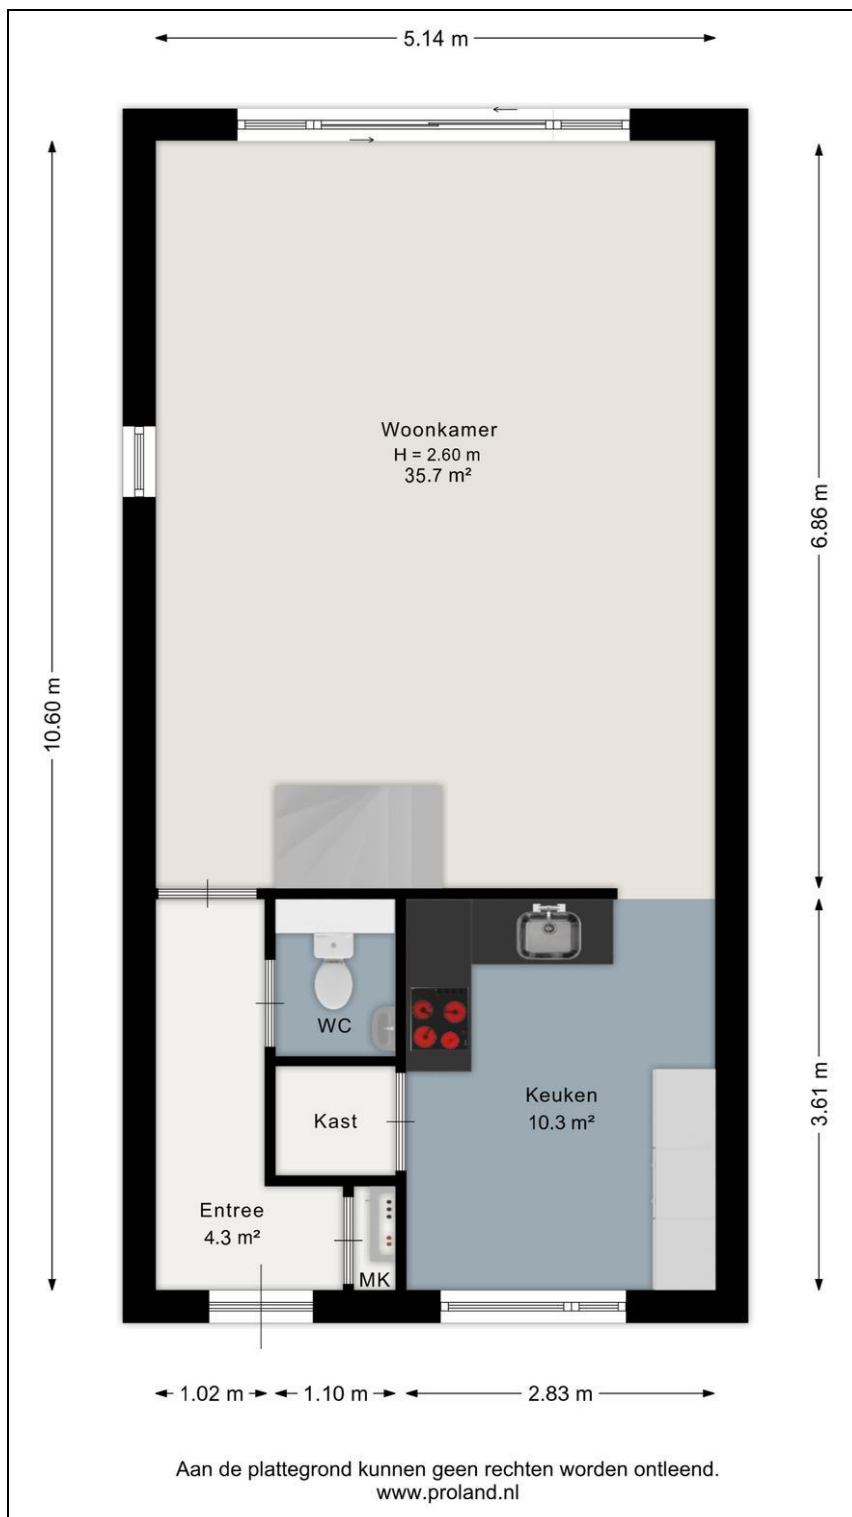 5.14 m
Woonkamer
H = 2.60 m
35.7 m²
6.86 m
10.60 m
WC
Keuken
10.3 m²
Kast
3.61 m
Entree
4.3 m²
MK
1.02 m
1.10 m
2.83 m
Aan de plattegrond kunnen geen rechten worden ontleend.
www.proland.nl